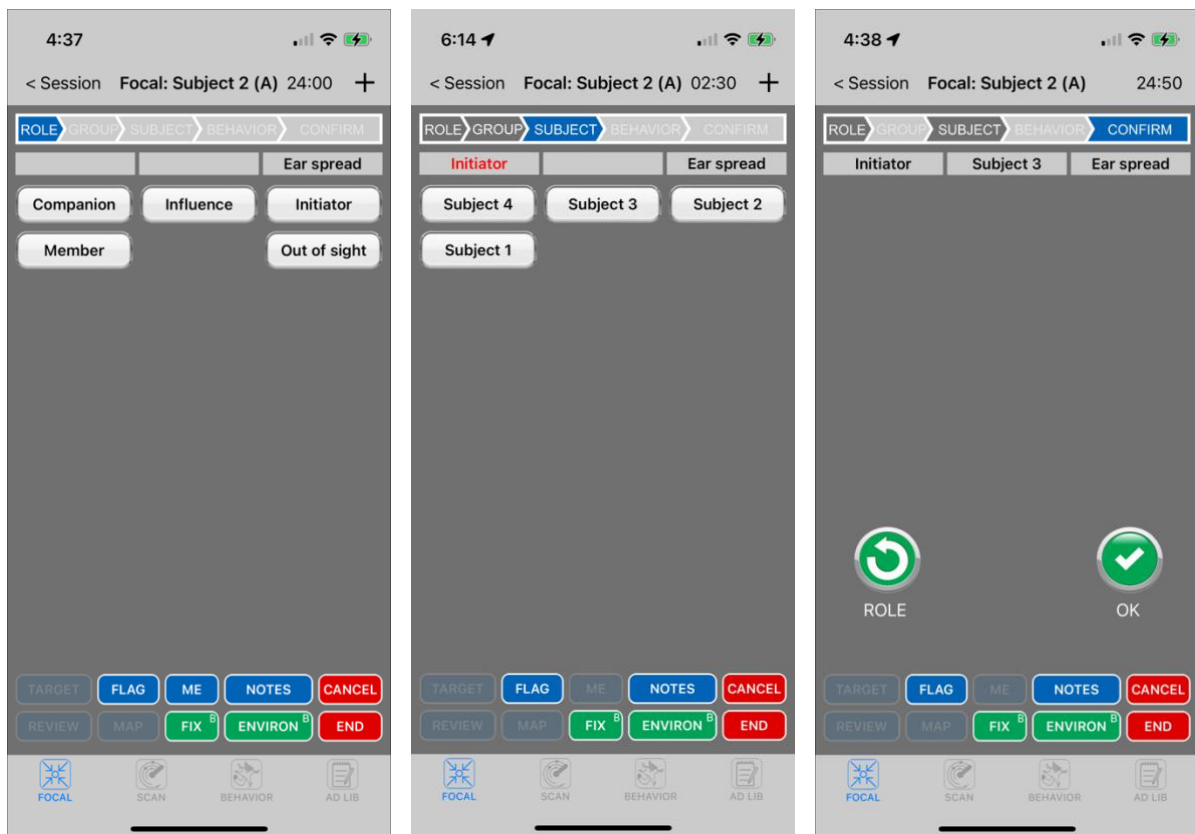 4:37
< Session Focal: Subject 2 (A) 24:00 +
ROLE GROUP SUBJECT BEHAVIOR CONFIRM
Ear spread
Companion Influence Initiator
Member Out of sight
TARGET FLAG ME NOTES CANCEL
REVIEW MAP FIX B ENVIRON B END
FOCAL SCAN BEHAVIOR AD LIB
6:14
< Session Focal: Subject 2 (A) 02:30 +
ROLE GROUP SUBJECT BEHAVIOR CONFIRM
Initiator Ear spread
Subject 4 Subject 3 Subject 2
Subject 1
TARGET FLAG ME NOTES CANCEL
REVIEW MAP FIX B ENVIRON B END
FOCAL SCAN BEHAVIOR AD LIB
4:38
< Session Focal: Subject 2 (A) 24:50
ROLE GROUP SUBJECT BEHAVIOR CONFIRM
Initiator Subject 3 Ear spread
ROLE OK
TARGET FLAG ME NOTES CANCEL
REVIEW MAP FIX B ENVIRON B END
FOCAL SCAN BEHAVIOR AD LIB